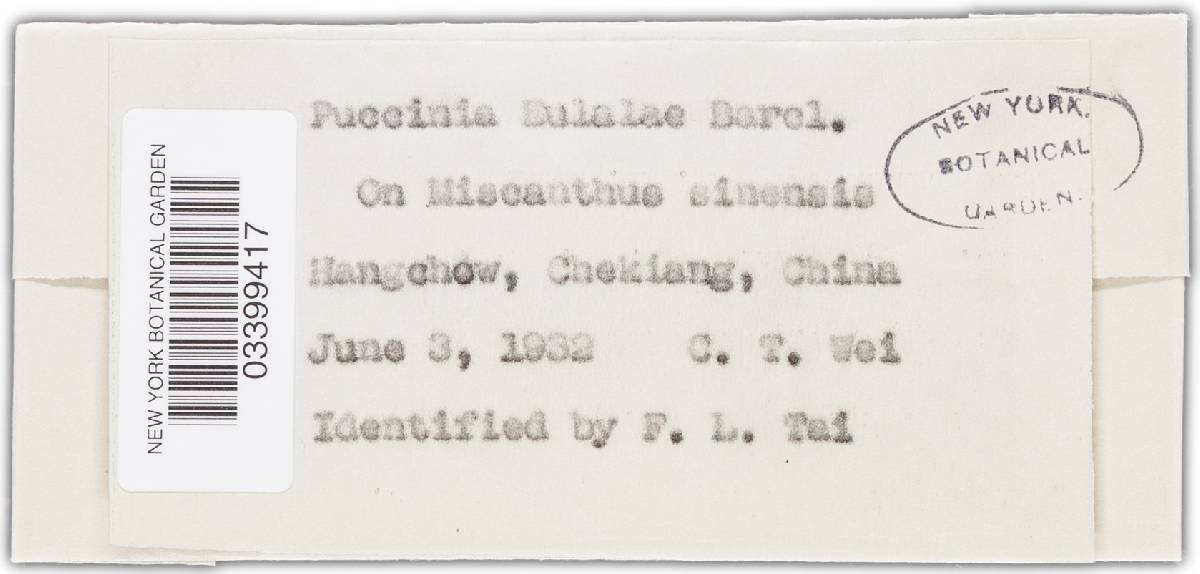 Puccinia Eulalae Barcl.
On Miscanthus sinensis
Hangchow, Chekiang, China
June 3, 1932 C. T. Wei
Identified by F. L. Tai
NEW YORK
BOTANICAL
GARDEN.
NEW YORK BOTANICAL GARDEN
03399417